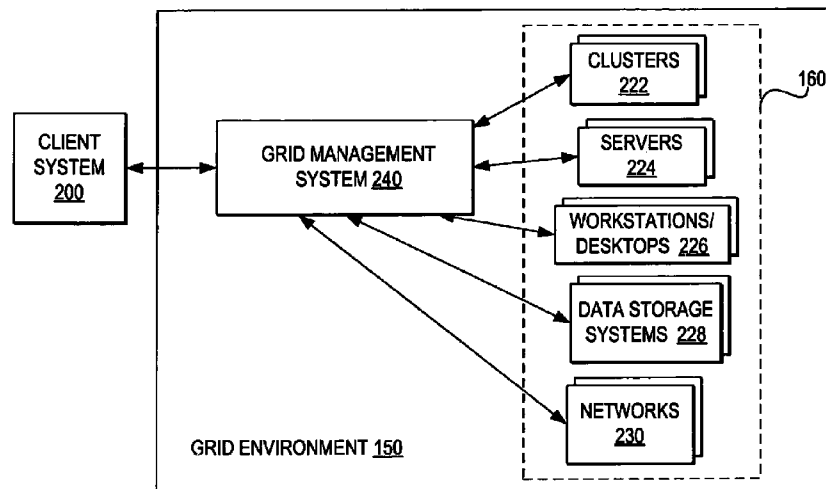 CLIENT
SYSTEM
200
GRID MANAGEMENT
SYSTEM 240
CLUSTERS
222
SERVERS
224
WORKSTATIONS/
DESKTOPS 226
DATA STORAGE
SYSTEMS 228
NETWORKS
230
160
GRID ENVIRONMENT 150